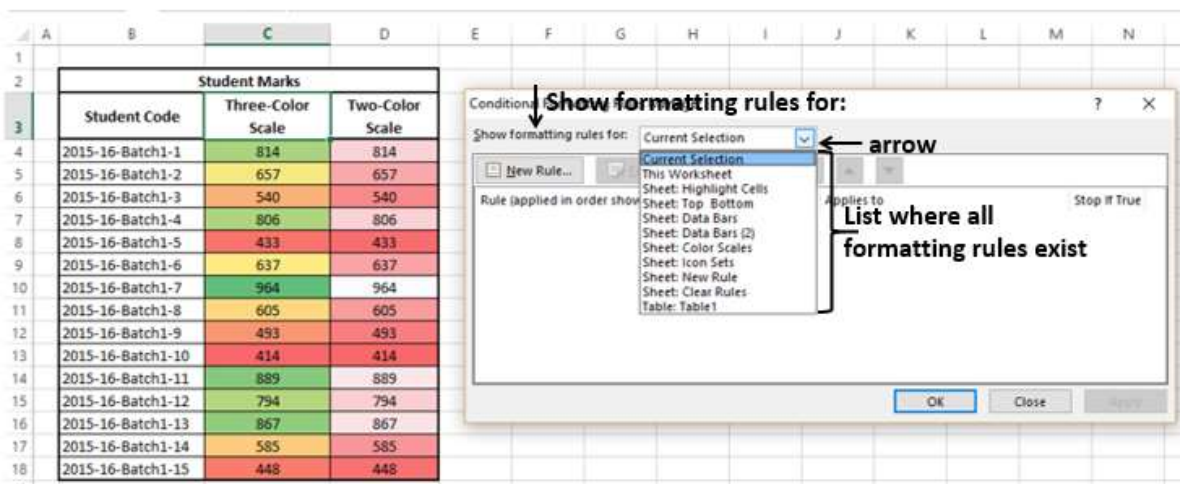 A B C D E F G H I J K L M N
1
2 Student Marks
3 Student Code Three-Color Scale Two-Color Scale
4 2015-16-Batch1-1 814 814
5 2015-16-Batch1-2 657 657
6 2015-16-Batch1-3 540 540
7 2015-16-Batch1-4 806 806
8 2015-16-Batch1-5 433 433
9 2015-16-Batch1-6 637 637
10 2015-16-Batch1-7 964 964
11 2015-16-Batch1-8 605 605
12 2015-16-Batch1-9 493 493
13 2015-16-Batch1-10 414 414
14 2015-16-Batch1-11 889 889
15 2015-16-Batch1-12 794 794
16 2015-16-Batch1-13 867 867
17 2015-16-Batch1-14 585 585
18 2015-16-Batch1-15 448 448
Show formatting rules for:
? ×
Show formatting rules for: Current Selection
arrow
New Rule...
Current Selection
This Worksheet
Sheet: Highlight Cells
Sheet: Top Bottom
Sheet: Data Bars
Sheet: Data Bars (2)
Sheet: Color Scales
Sheet: Icon Sets
Sheet: New Rule
Sheet: Clear Rules
Table: Table1
Rule (applied in order show
Applies to
Stop If True
List where all
formatting rules exist
OK Close Apply